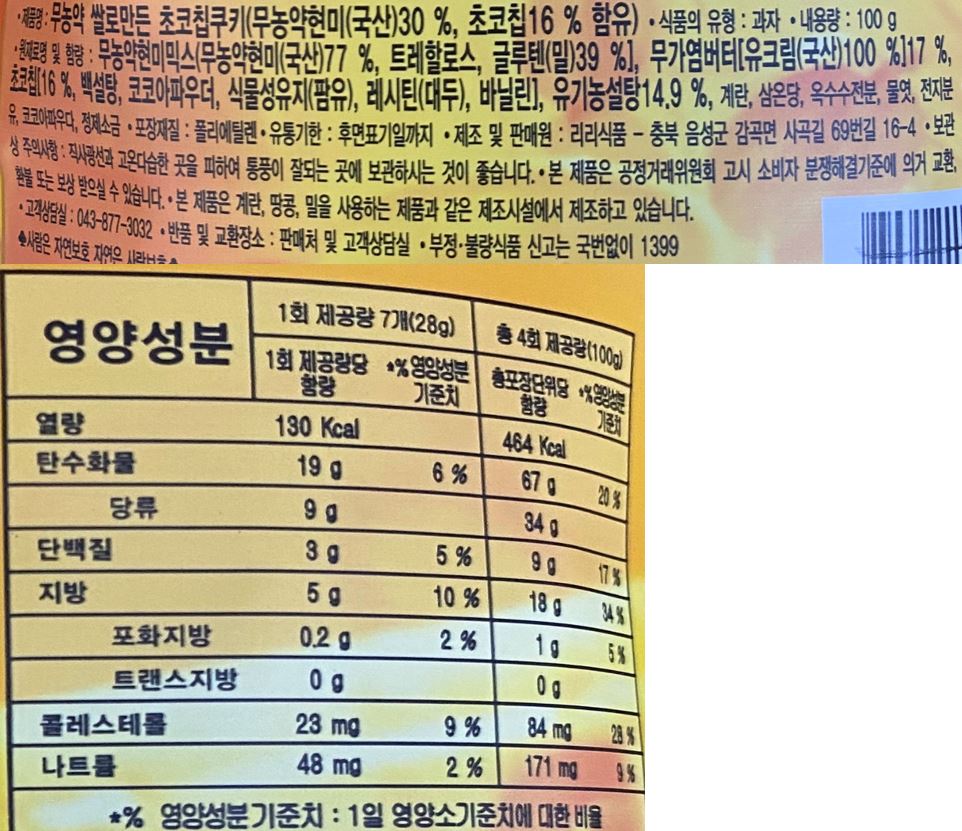 •제품명 : 무농약 쌀로만든 초코칩쿠키(무농약현미(국산)30 %, 초코칩16 % 함유) •식품의 유형 : 과자 •내용량 : 100 g
•원재료명 및 함량 : 무농약현미믹스(무농약현미(국산)77 %, 트레할로스, 글루텐(밀)39 %], 무가염버터[유크림(국산)100 %]17 %,
초코칩[16 %, 백설탕, 코코아파우더, 식물성유지(팜유), 레시틴(대두), 바닐린], 유기농설탕14.9 %, 계란, 삼온당, 옥수수전분, 물엿, 전지분
유, 코코아파우다, 정제소금 •포장재질 : 폴리에틸렌 •유통기한 : 후면표기일까지 •제조 및 판매원 : 리리식품 - 충북 음성군 감곡면 사곡길 69번길 16-4 •보관
상 주의사항 : 직사광선과 고온다습한 곳을 피하여 통풍이 잘되는 곳에 보관하시는 것이 좋습니다. •본 제품은 공정거래위원회 고시 소비자 분쟁해결기준에 의거 교환,
환불 또는 보상 받으실 수 있습니다. •본 제품은 계란, 땅콩, 밀을 사용하는 제품과 같은 제조시설에서 제조하고 있습니다.
•고객상담실 : 043-877-3032 •반품 및 교환장소 : 판매처 및 고객상담실 •부정·불량식품 신고는 국번없이 1399
♠사람은 자연보호 자연은 사람보호♠
영양성분 1회 제공량 7개(28g) 총 4회 제공량(100g)
1회 제공량당 함량 *%영양성분 기준치 총포장단위당 함량 *%영양성분 기준치
열량 130 Kcal 464 Kcal
탄수화물 19 g 6 % 67 g 20 %
당류 9 g 34 g
단백질 3 g 5 % 9 g 17 %
지방 5 g 10 % 18 g 34 %
포화지방 0.2 g 2 % 1 g 5 %
트랜스지방 0 g 0 g
콜레스테롤 23 mg 9 % 84 mg 28 %
나트륨 48 mg 2 % 171 mg 9 %
*% 영양성분기준치 : 1일 영양소기준치에 대한 비율